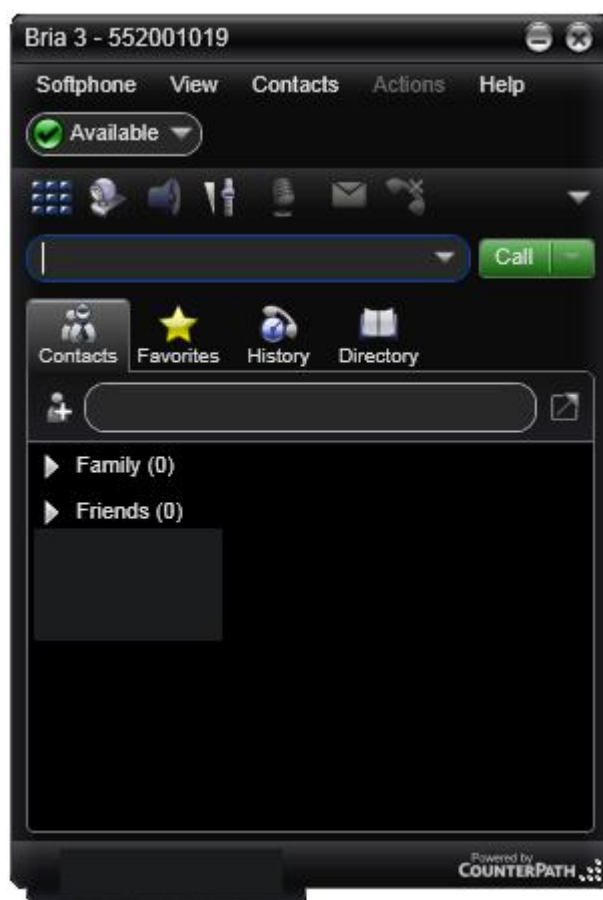 Bria 3 - 552001019
Softphone View Contacts Actions Help
Available
Call
Contacts Favorites History Directory
Family (0)
Friends (0)
Powered by
COUNTERPATH